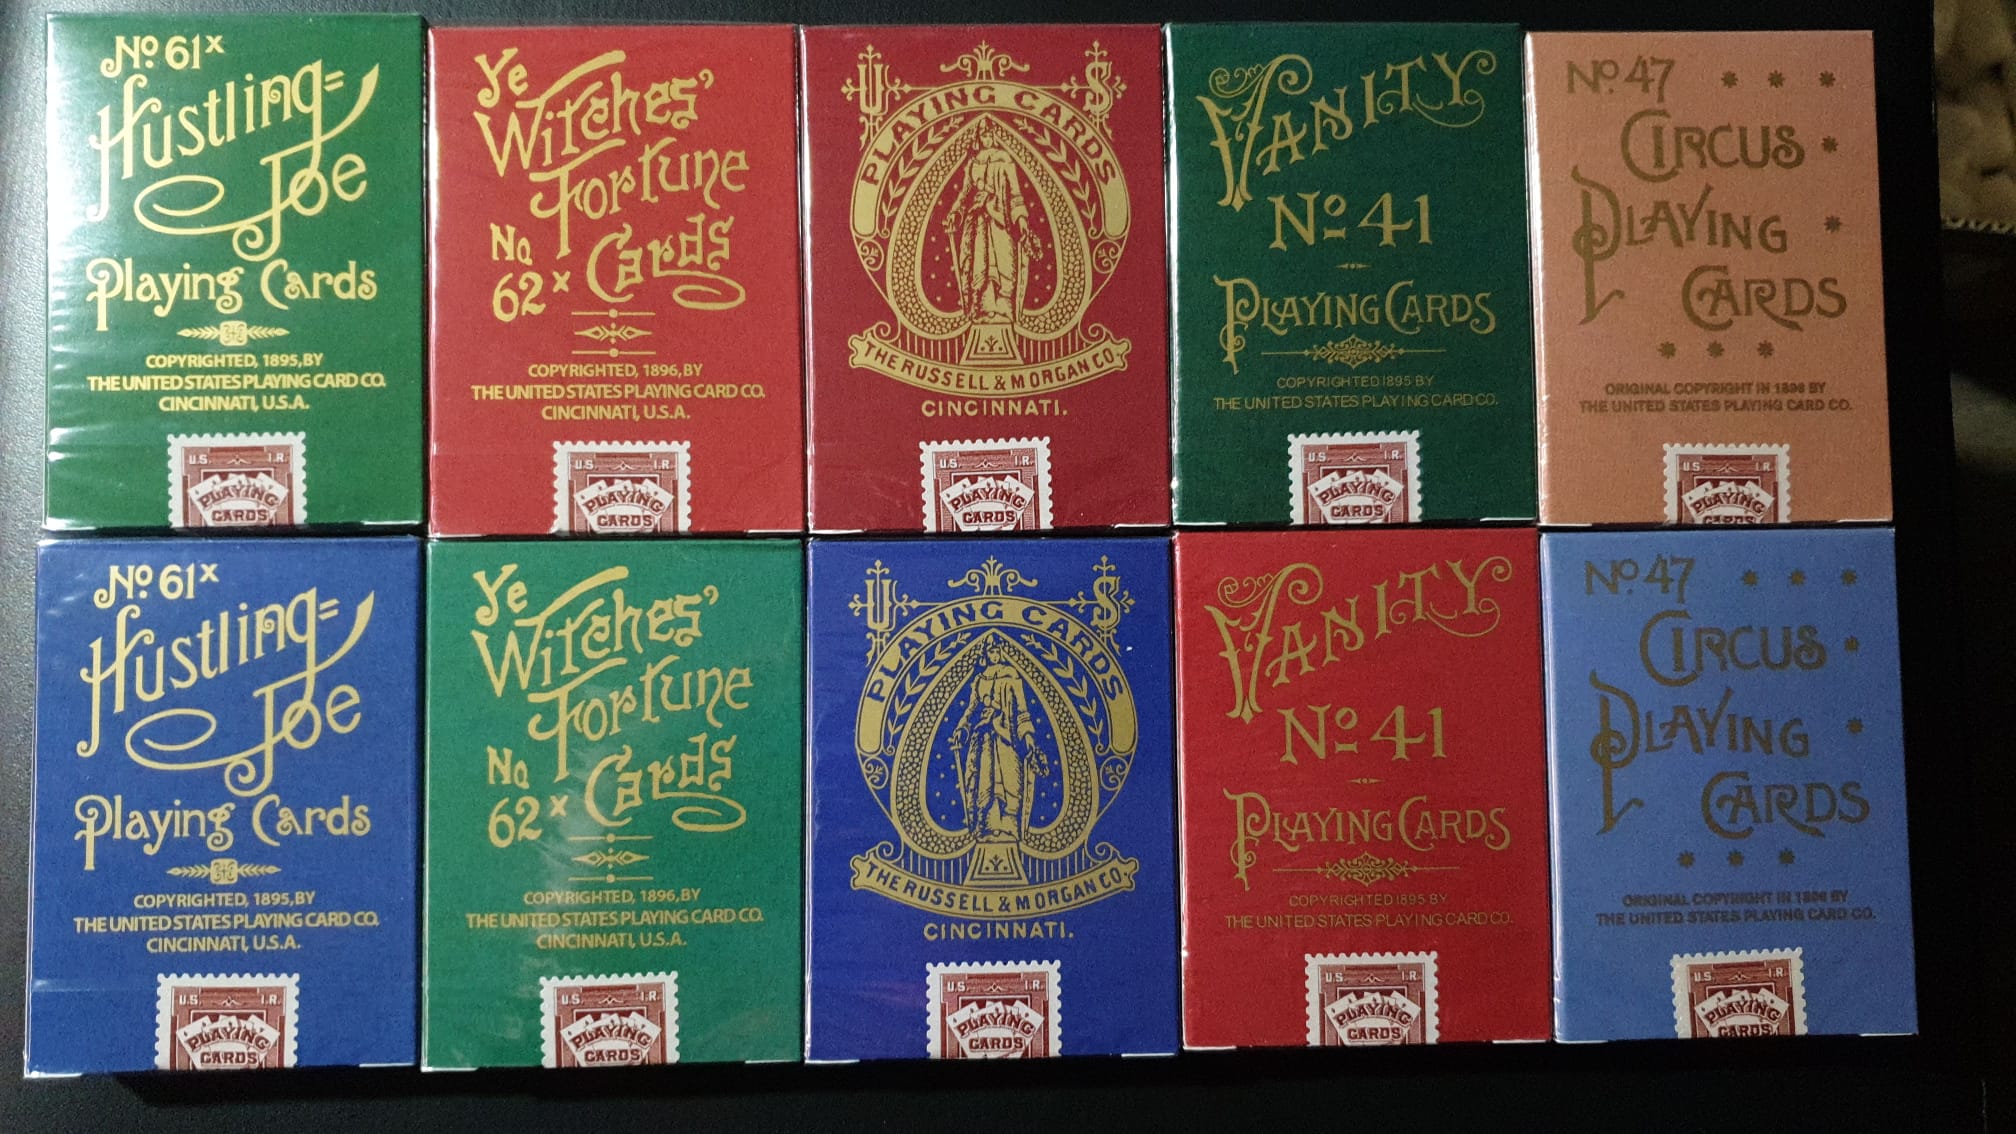 No 61x
Hustling=
Joe
Playing Cards
COPYRIGHTED, 1895, BY
THE UNITED STATES PLAYING CARD CO.
CINCINNATI, U.S.A.
U.S. I.R.
PLAYING
CARDS
Ye
Witches'
Fortune
No Cards
62x
COPYRIGHTED, 1896, BY
THE UNITED STATES PLAYING CARD CO.
CINCINNATI, U.S.A.
U.S. I.R.
PLAYING
CARDS
U S
PLAYING CARDS
THE RUSSELL & MORGAN CO.
CINCINNATI.
U.S. I.R.
PLAYING
CARDS
VANITY
No 41
PLAYING CARDS
COPYRIGHTED 1895 BY
THE UNITED STATES PLAYING CARD CO.
U.S. I.R.
PLAYING
CARDS
No. 47
CIRCUS
PLAYING
CARDS
ORIGINAL COPYRIGHT IN 1896 BY
THE UNITED STATES PLAYING CARD CO.
U.S. I.R.
PLAYING
CARDS
No 61x
Hustling=
Joe
Playing Cards
COPYRIGHTED, 1895, BY
THE UNITED STATES PLAYING CARD CO.
CINCINNATI, U.S.A.
U.S. I.R.
PLAYING
CARDS
Ye
Witches'
Fortune
No Cards
62x
COPYRIGHTED, 1896, BY
THE UNITED STATES PLAYING CARD CO.
CINCINNATI, U.S.A.
U.S. I.R.
PLAYING
CARDS
U S
PLAYING CARDS
THE RUSSELL & MORGAN CO.
CINCINNATI.
U.S. I.R.
PLAYING
CARDS
VANITY
No 41
PLAYING CARDS
COPYRIGHTED 1895 BY
THE UNITED STATES PLAYING CARD CO.
U.S. I.R.
PLAYING
CARDS
No. 47
CIRCUS
PLAYING
CARDS
ORIGINAL COPYRIGHT IN 1896 BY
THE UNITED STATES PLAYING CARD CO.
U.S. I.R.
PLAYING
CARDS